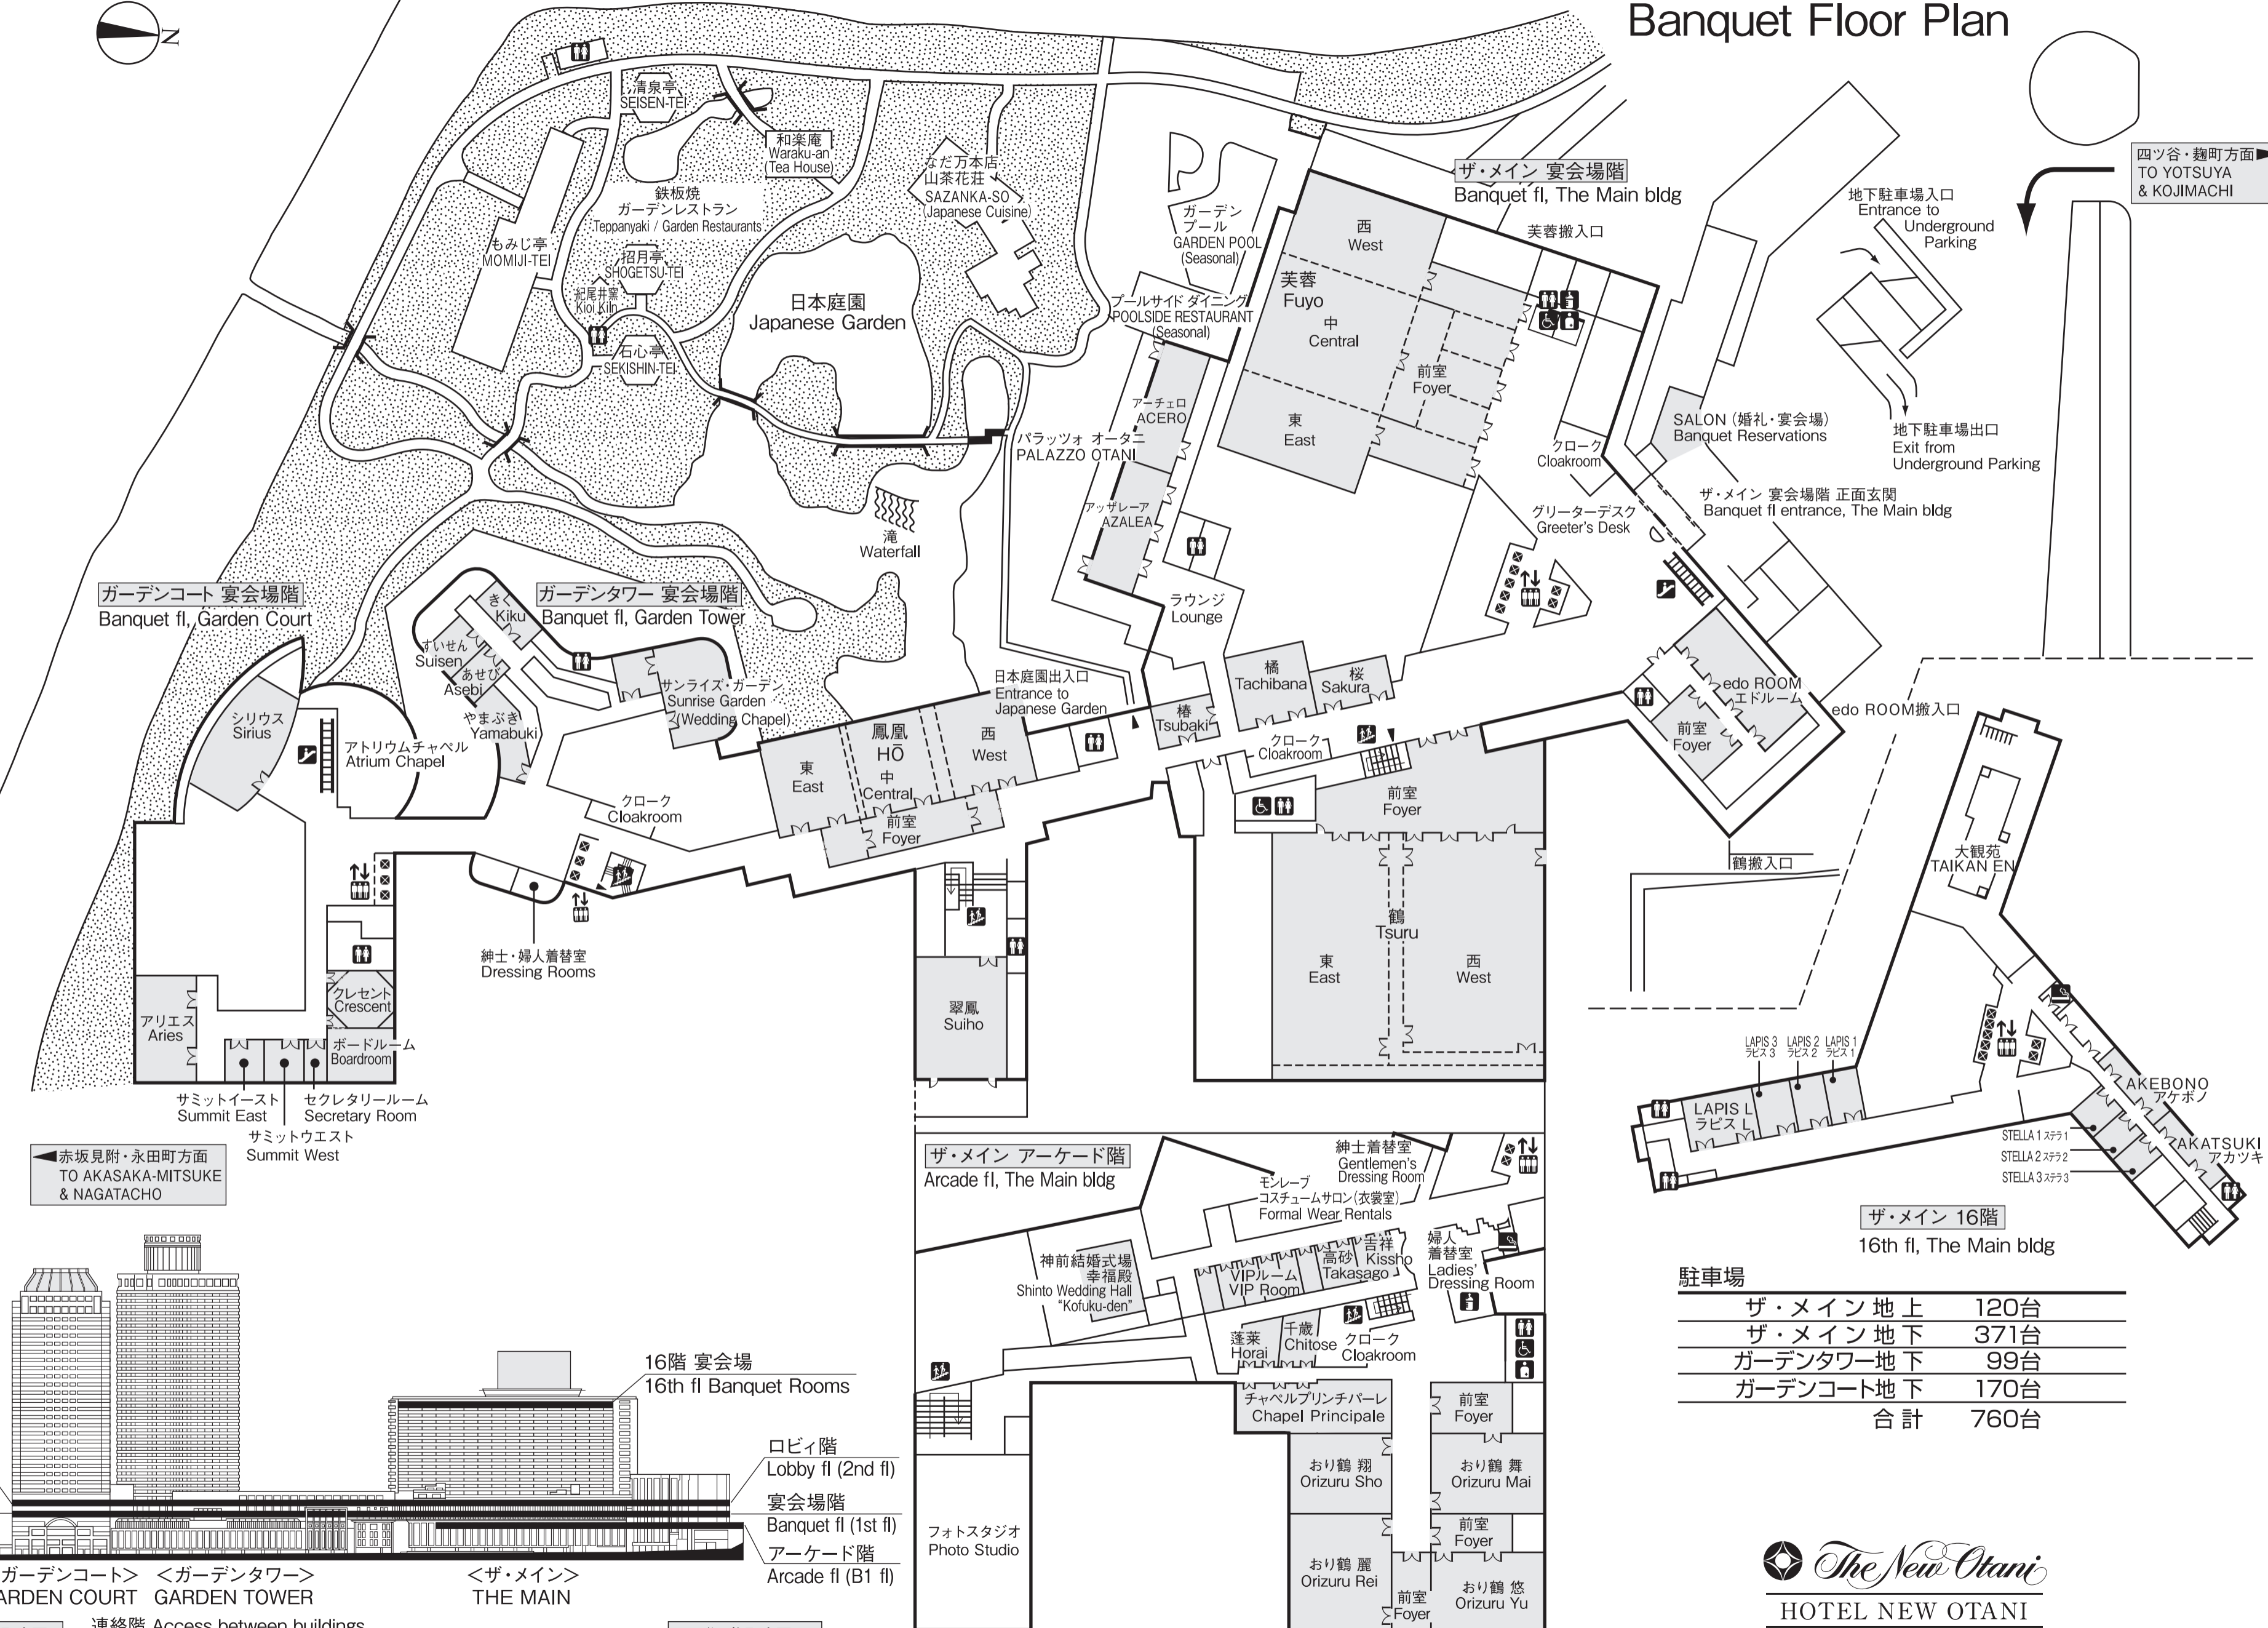 Banquet Floor Plan
N
四ツ谷・麹町方面
TO YOTSUYA
& KOJIMACHI
清泉亭
SEISEN-TEI
和楽庵
Waraku-an
(Tea House)
なだ万本店
山茶花荘
SAZANKA-SO
(Japanese Cuisine)
鉄板焼
ガーデンレストラン
Teppanyaki / Garden Restaurants
もみじ亭
MOMIJI-TEI
招月亭
SHOGETSU-TEI
紀尾井窯
Kioi Kiln
石心亭
SEKISHIN-TEI
日本庭園
Japanese Garden
滝
Waterfall
ガーデン
プール
GARDEN POOL
(Seasonal)
プールサイド ダイニング
POOLSIDE RESTAURANT
(Seasonal)
アーチェロ
ACERO
パラッツォ オータニ
PALAZZO OTANI
アッザレーア
AZALEA
ザ・メイン 宴会場階
Banquet fl, The Main bldg
西
West
芙蓉
Fuyo
中
Central
東
East
前室
Foyer
芙蓉搬入口
クローク
Cloakroom
地下駐車場入口
Entrance to
Underground
Parking
地下駐車場出口
Exit from
Underground Parking
SALON (婚礼・宴会場)
Banquet Reservations
ザ・メイン 宴会場階 正面玄関
Banquet fl entrance, The Main bldg
グリーターデスク
Greeter's Desk
ラウンジ
Lounge
橘
Tachibana
桜
Sakura
椿
Tsubaki
クローク
Cloakroom
日本庭園出入口
Entrance to
Japanese Garden
edo ROOM
エドルーム
前室
Foyer
edo ROOM搬入口
前室
Foyer
鶴
Tsuru
東
East
西
West
鶴搬入口
ガーデンコート 宴会場階
Banquet fl, Garden Court
ガーデンタワー 宴会場階
Banquet fl, Garden Tower
きく
Kiku
すいせん
Suisen
あせび
Asebi
やまぶき
Yamabuki
サンライズ・ガーデン
Sunrise Garden
(Wedding Chapel)
シリウス
Sirius
アトリウムチャペル
Atrium Chapel
クローク
Cloakroom
東
East
鳳凰
HŌ
中
Central
西
West
前室
Foyer
紳士・婦人着替室
Dressing Rooms
翠鳳
Suiho
アリエス
Aries
クレセント
Crescent
ボードルーム
Boardroom
サミットイースト
Summit East
セクレタリールーム
Secretary Room
サミットウエスト
Summit West
赤坂見附・永田町方面
TO AKASAKA-MITSUKE
& NAGATACHO
大観苑
TAIKAN EN
LAPIS 3
ラピス 3
LAPIS 2
ラピス 2
LAPIS 1
ラピス 1
LAPIS L
ラピス L
AKEBONO
アケボノ
AKATSUKI
アカツキ
STELLA 1 ステラ 1
STELLA 2 ステラ 2
STELLA 3 ステラ 3
ザ・メイン 16階
16th fl, The Main bldg
ザ・メイン アーケード階
Arcade fl, The Main bldg
紳士着替室
Gentlemen's
Dressing Room
モンレーブ
コスチュームサロン(衣裳室)
Formal Wear Rentals
神前結婚式場
幸福殿
Shinto Wedding Hall
"Kofuku-den"
VIPルーム
VIP Room
高砂
Takasago
吉祥
Kissho
婦人
着替室
Ladies'
Dressing Room
蓬莱
Horai
千歳
Chitose
クローク
Cloakroom
チャペルプリンチパーレ
Chapel Principale
前室
Foyer
おり鶴 翔
Orizuru Sho
おり鶴 舞
Orizuru Mai
前室
Foyer
おり鶴 麗
Orizuru Rei
前室
Foyer
おり鶴 悠
Orizuru Yu
フォトスタジオ
Photo Studio
駐車場
ザ・メイン地上 120台
ザ・メイン地下 371台
ガーデンタワー地下 99台
ガーデンコート地下 170台
合計 760台
16階 宴会場
16th fl Banquet Rooms
ロビィ階
Lobby fl (2nd fl)
宴会場階
Banquet fl (1st fl)
アーケード階
Arcade fl (B1 fl)
ガーデンコート>
ARDEN COURT
<ガーデンタワー>
GARDEN TOWER
<ザ・メイン>
THE MAIN
連絡階 Access between buildings
The New Otani
HOTEL NEW OTANI